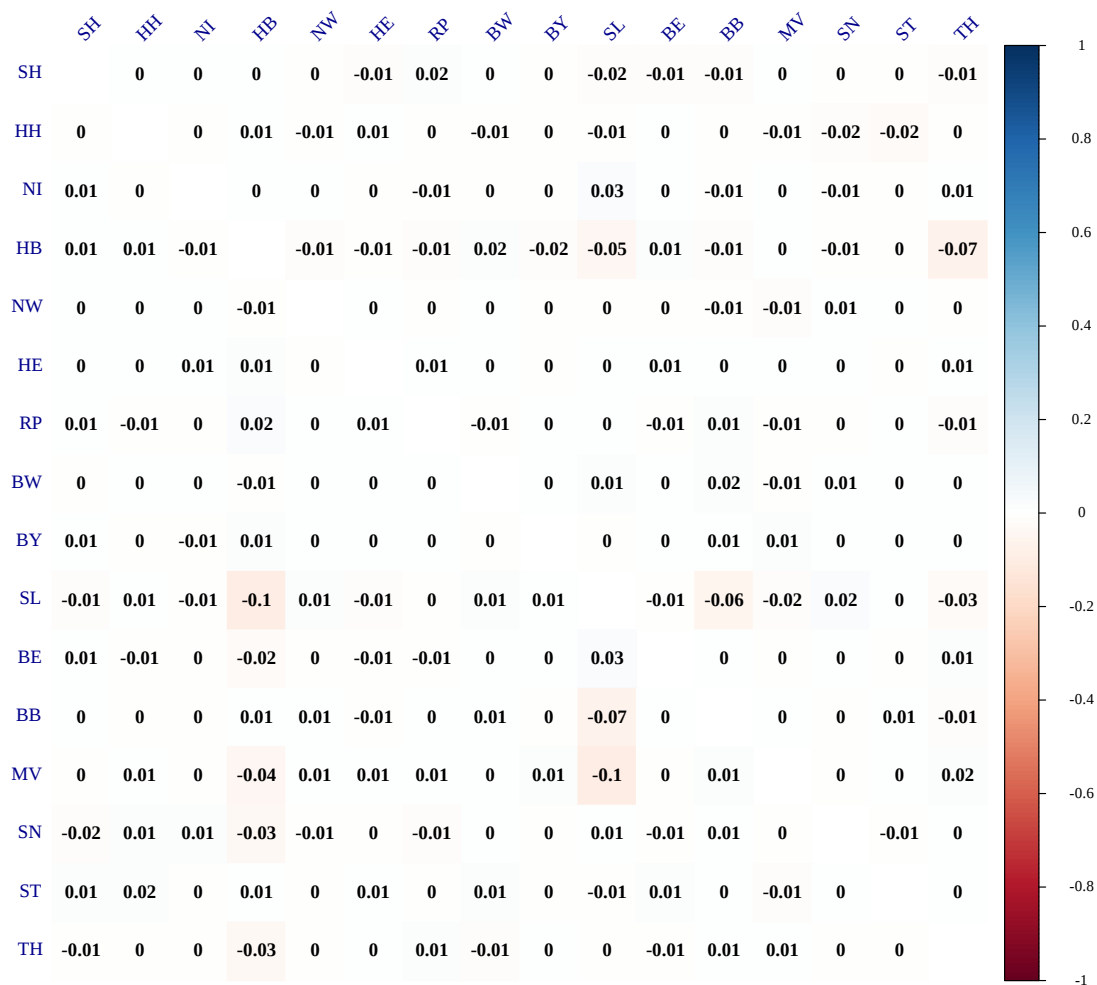 SH HH NI HB NW HE RP BW BY SL BE BB MV SN ST TH
SH 0 0 0 0 -0.01 0.02 0 0 -0.02 -0.01 -0.01 0 0 0 -0.01
HH 0 0 0.01 -0.01 0.01 0 -0.01 0 -0.01 0 0 -0.01 -0.02 -0.02 0
NI 0.01 0 0 0 0 -0.01 0 0 0.03 0 -0.01 0 -0.01 0 0.01
HB 0.01 0.01 -0.01 -0.01 -0.01 -0.01 0.02 -0.02 -0.05 0.01 -0.01 0 -0.01 0 -0.07
NW 0 0 0 -0.01 0 0 0 0 0 0 -0.01 -0.01 0.01 0 0
HE 0 0 0.01 0.01 0 0.01 0 0 0 0.01 0 0 0 0 0.01
RP 0.01 -0.01 0 0.02 0 0.01 -0.01 0 0 -0.01 0.01 -0.01 0 0 -0.01
BW 0 0 0 -0.01 0 0 0 0 0.01 0 0.02 -0.01 0.01 0 0
BY 0.01 0 -0.01 0.01 0 0 0 0 0 0 0.01 0.01 0 0 0
SL -0.01 0.01 -0.01 -0.1 0.01 -0.01 0 0.01 0.01 -0.01 -0.06 -0.02 0.02 0 -0.03
BE 0.01 -0.01 0 -0.02 0 -0.01 -0.01 0 0 0.03 0 0 0 0 0.01
BB 0 0 0 0.01 0.01 -0.01 0 0.01 0 -0.07 0 0 0 0.01 -0.01
MV 0 0.01 0 -0.04 0.01 0.01 0.01 0 0.01 -0.1 0 0.01 0 0 0.02
SN -0.02 0.01 0.01 -0.03 -0.01 0 -0.01 0 0 0.01 -0.01 0.01 0 -0.01 0
ST 0.01 0.02 0 0.01 0 0.01 0 0.01 0 -0.01 0.01 0 -0.01 0 0
TH -0.01 0 0 -0.03 0 0 0.01 -0.01 0 0 -0.01 0.01 0.01 0 0
1
0.8
0.6
0.4
0.2
0
-0.2
-0.4
-0.6
-0.8
-1